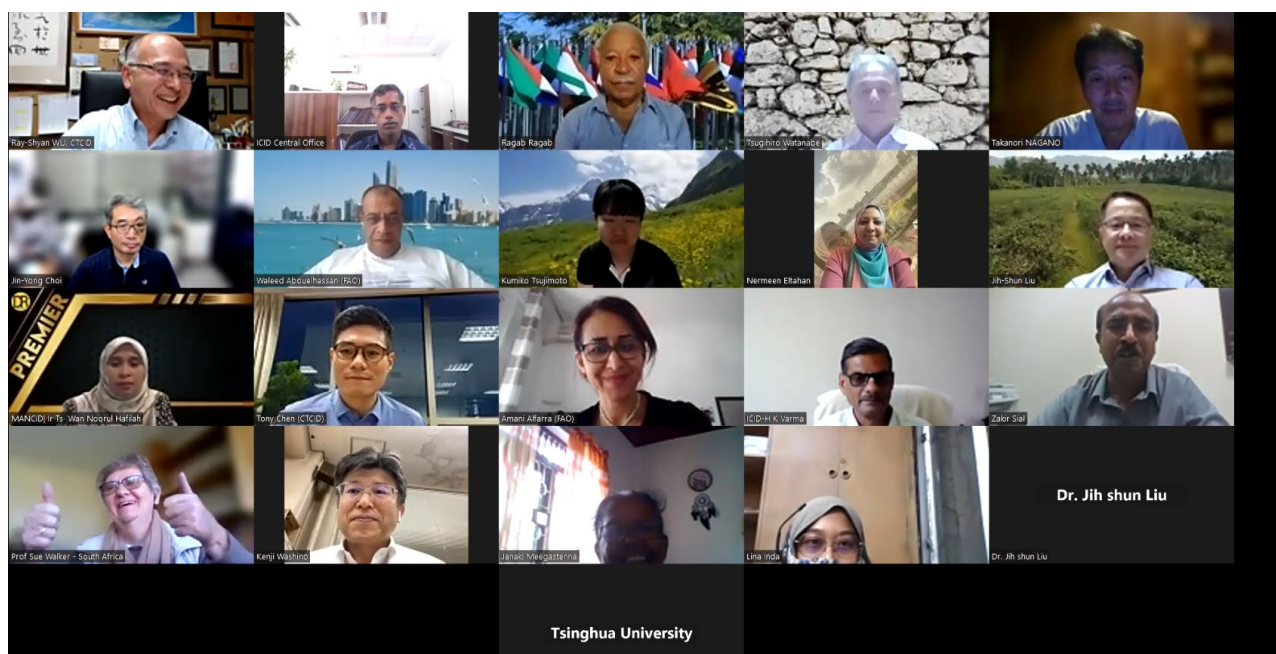 Ray-Shyan WU, CTCID
ICID Central Office
Ragab Ragab
Tsugihiro Watanabe
Takanori NAGANO
Jin-Yong Choi
Waleed Abouelhassan (FAO)
Kumiko Tsujimoto
Nermeen Eltahan
Jih-Shun Liu
PREMIER
MANCID| Ir Ts. Wan Noorul Hafilah
Tony Chen (CTCID)
Amani Alfarra (FAO)
ICID-H K Varma
Zakir Sial
Prof Sue Walker - South Africa
Kenji Washino
Janaki Meegastenna
Lina Inda
Dr. Jih shun Liu
Dr. Jih shun Liu
Tsinghua University